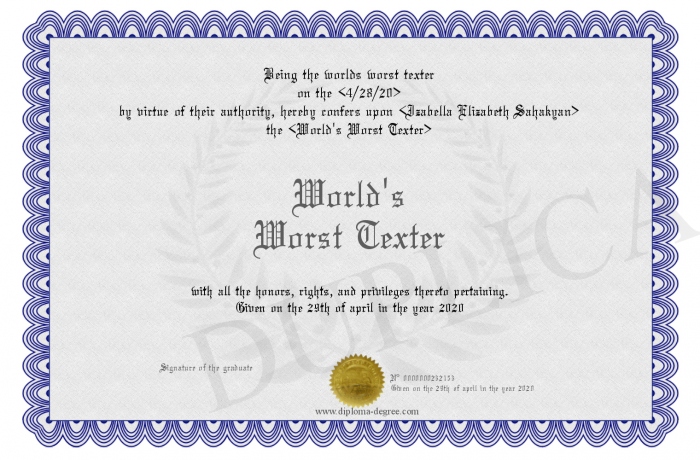 Being the worlds worst texter
on the <4/28/20>
by virtue of their authority, hereby confers upon <Izabella Elizabeth Sahakyan>
the <World's Worst Texter>
World's
Worst Texter
DUPLICA
with all the honors, rights, and privileges thereto pertaining.
Given on the 29th of april in the year 2020
Signature of the graduate
Nº 0000000232153
Given on the 29th of april in the year 2020
www.diploma-degree.com